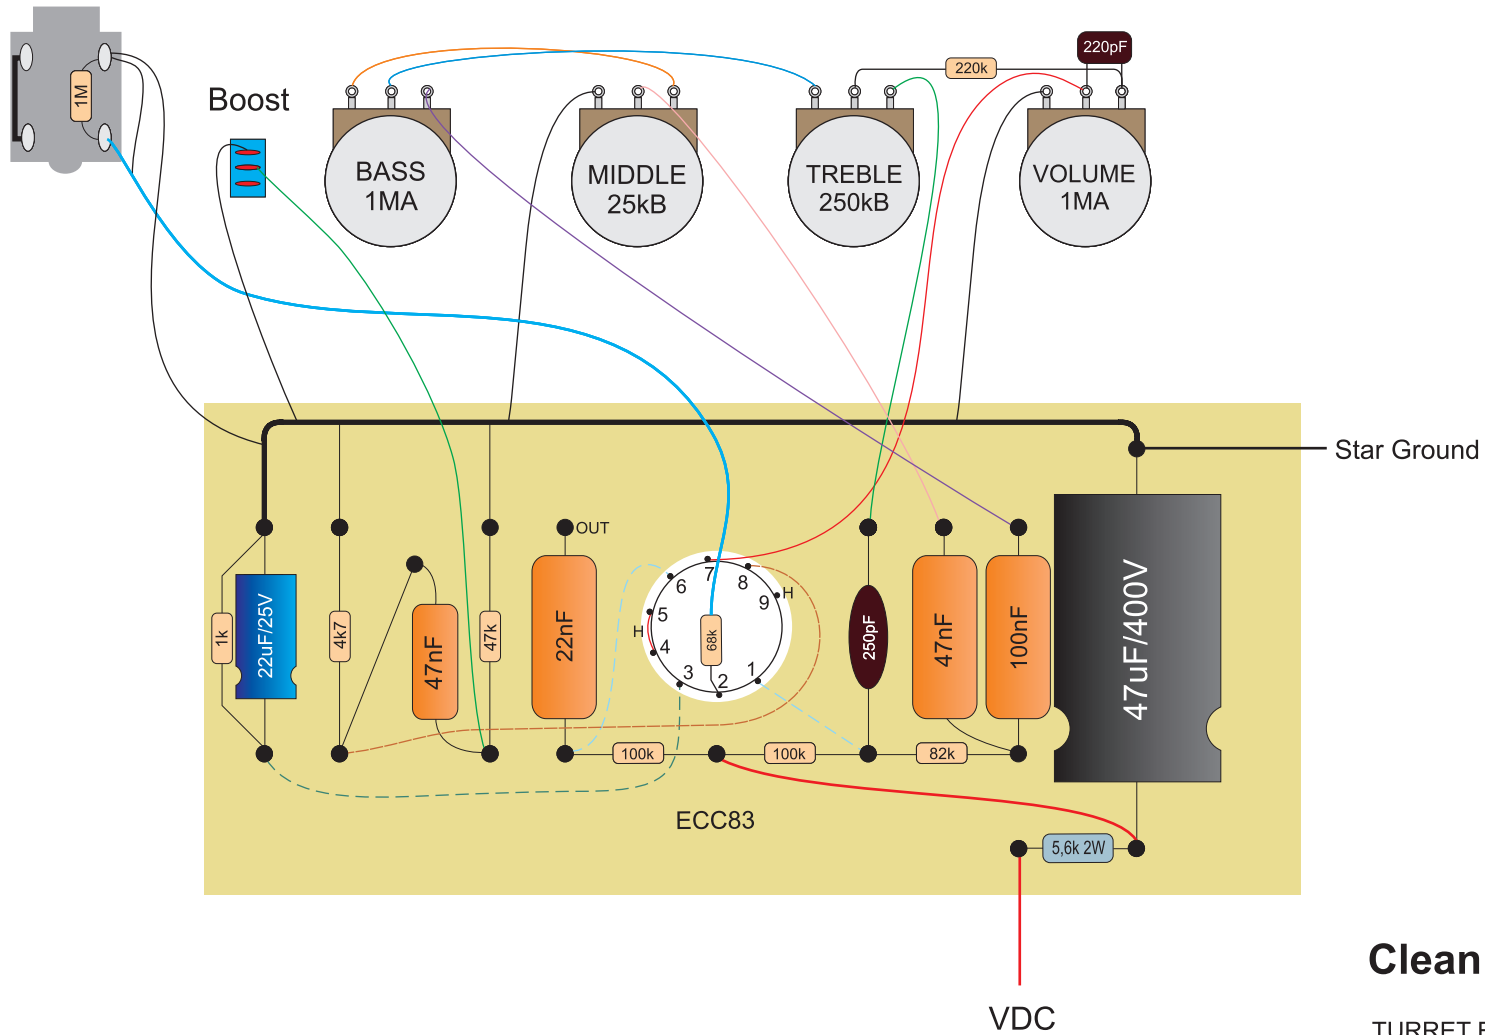 220pF
220k
1M
Boost
BASS
1MA
MIDDLE
25kB
TREBLE
250kB
VOLUME
1MA
Star Ground
OUT
1k
22uF/25V
4k7
47nF
47k
22nF
7
8
6
9
H
5
H
4
68k
3
2
1
250pF
47nF
100nF
47uF/400V
100k
100k
82k
ECC83
5,6k 2W
Clean
VDC